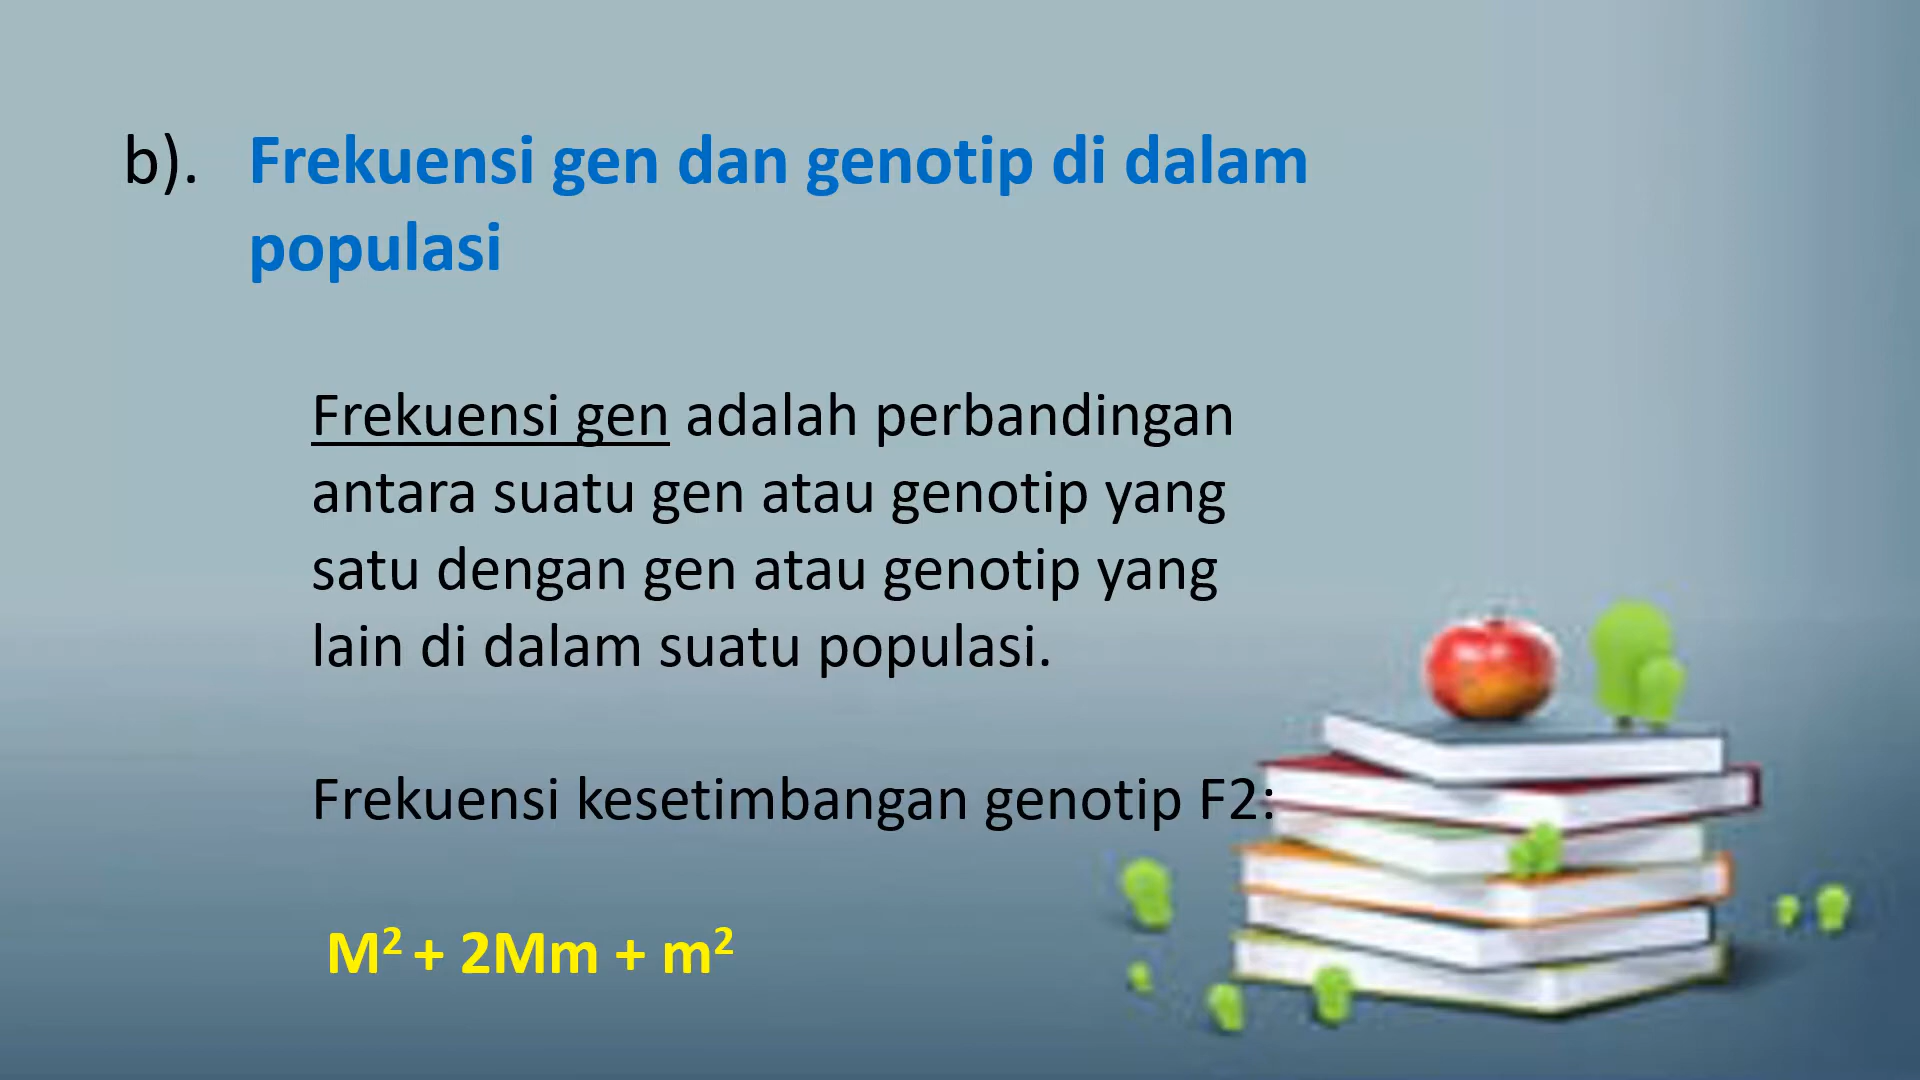 b). Frekuensi gen dan genotip di dalam
populasi
Frekuensi gen adalah perbandingan
antara suatu gen atau genotip yang
satu dengan gen atau genotip yang
lain di dalam suatu populasi.
Frekuensi kesetimbangan genotip F2:
M² + 2Mm + m²